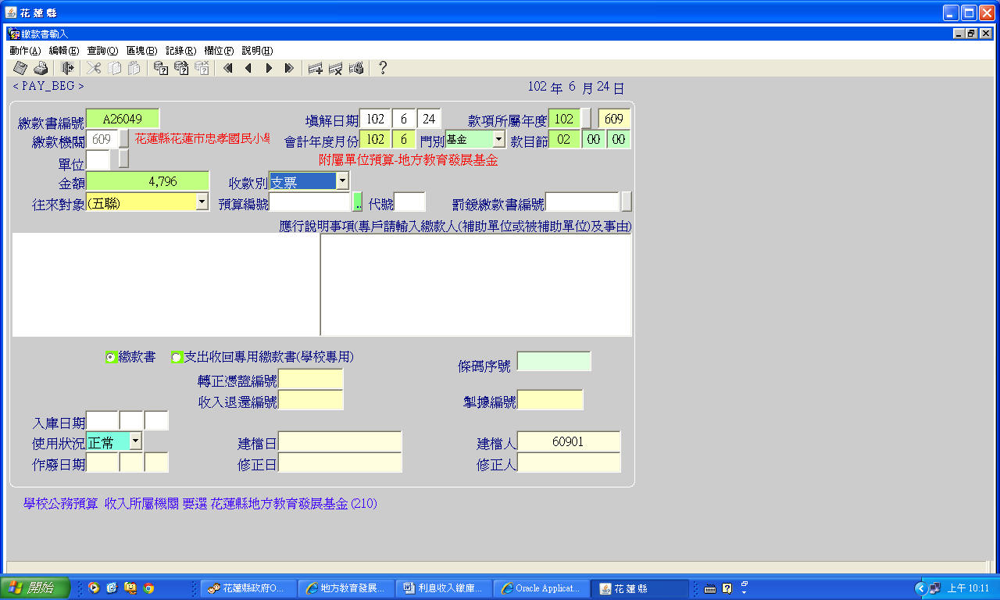 花 蓮 縣
繳款書輸入
動作(A) 編輯(E) 查詢(Q) 區塊(B) 記錄(R) 欄位(F) 說明(H)
< PAY_BEG > 102 年 6 月 24 日
繳款書編號 A26049 填解日期 102 6 24 款項所屬年度 102 609
繳款機關 609 花蓮縣花蓮市忠孝國民小學 會計年度月份 102 6 門別 基金 款目節 02 00 00
單位 附屬單位預算-地方教育發展基金
金額 4,796 收款別 支票
往來對象 (五聯) 預算編號 .. 代號 罰鍰繳款書編號
應行說明事項(專戶請輸入繳款人(補助單位或被補助單位)及事由)
繳款書 支出收回專用繳款書(學校專用) 條碼序號
轉正憑證編號
收入退還編號 掣據編號
入庫日期
使用狀況 正常 建檔日 建檔人 60901
作廢日期 修正日 修正人
學校公務預算 收入所屬機關 要選 花蓮縣地方教育發展基金 (210)
開始 花蓮縣政府O... 地方教育發展... 利息收入繳庫... Oracle Applicat... 花 蓮 縣 上午 10:11